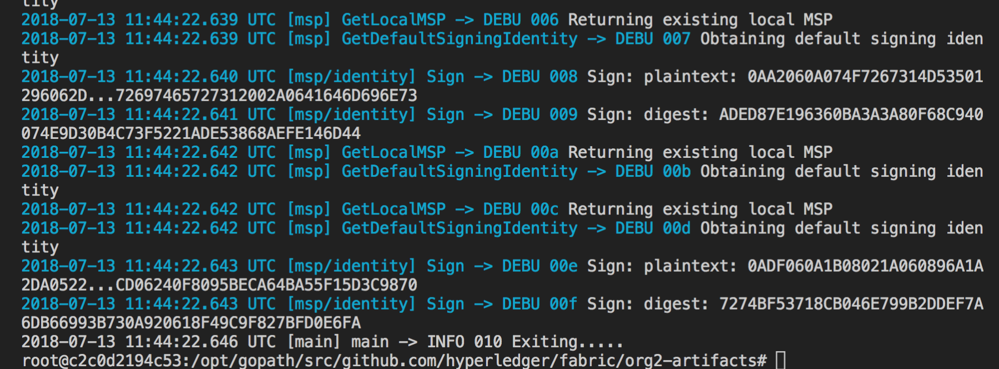 tity
2018-07-13 11:44:22.639 UTC [msp] GetLocalMSP -> DEBU 006 Returning existing local MSP
2018-07-13 11:44:22.639 UTC [msp] GetDefaultSigningIdentity -> DEBU 007 Obtaining default signing iden
tity
2018-07-13 11:44:22.640 UTC [msp/identity] Sign -> DEBU 008 Sign: plaintext: 0AA2060A074F7267314D53501
296062D...72697465727312002A0641646D696E73
2018-07-13 11:44:22.641 UTC [msp/identity] Sign -> DEBU 009 Sign: digest: ADED87E196360BA3A3A80F68C940
074E9D30B4C73F5221ADE53868AEFE146D44
2018-07-13 11:44:22.642 UTC [msp] GetLocalMSP -> DEBU 00a Returning existing local MSP
2018-07-13 11:44:22.642 UTC [msp] GetDefaultSigningIdentity -> DEBU 00b Obtaining default signing iden
tity
2018-07-13 11:44:22.642 UTC [msp] GetLocalMSP -> DEBU 00c Returning existing local MSP
2018-07-13 11:44:22.642 UTC [msp] GetDefaultSigningIdentity -> DEBU 00d Obtaining default signing iden
tity
2018-07-13 11:44:22.643 UTC [msp/identity] Sign -> DEBU 00e Sign: plaintext: 0ADF060A1B08021A060896A1A
2DA0522...CD06240F8095BECA64BA55F15D3C9870
2018-07-13 11:44:22.643 UTC [msp/identity] Sign -> DEBU 00f Sign: digest: 7274BF53718CB046E799B2DDEF7A
6DB66993B730A920618F49C9F827BFD0E6FA
2018-07-13 11:44:22.646 UTC [main] main -> INFO 010 Exiting.....
root@c2c0d2194c53:/opt/gopath/src/github.com/hyperledger/fabric/org2-artifacts#